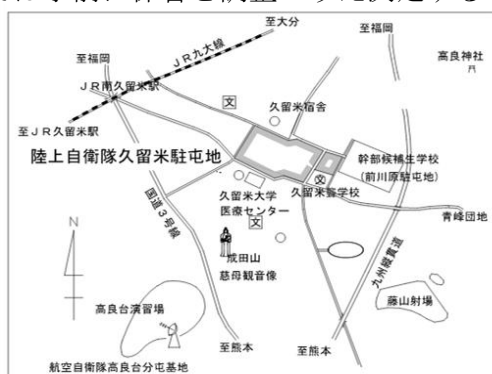 至大分
至福岡
至福岡
高良神社
JR九大線
JR南久留米駅
文
久留米宿舎
至JR久留米駅
陸上自衛隊久留米駐屯地
幹部候補生学校
(前川原駐屯地)
文
久留米聾学校
久留米大学
医療センター
国道3号線
文
青峰団地
成田山
慈母観音像
九州縦貫道
N
高良台演習場
藤山射場
至熊本
至熊本
航空自衛隊高良台分屯基地